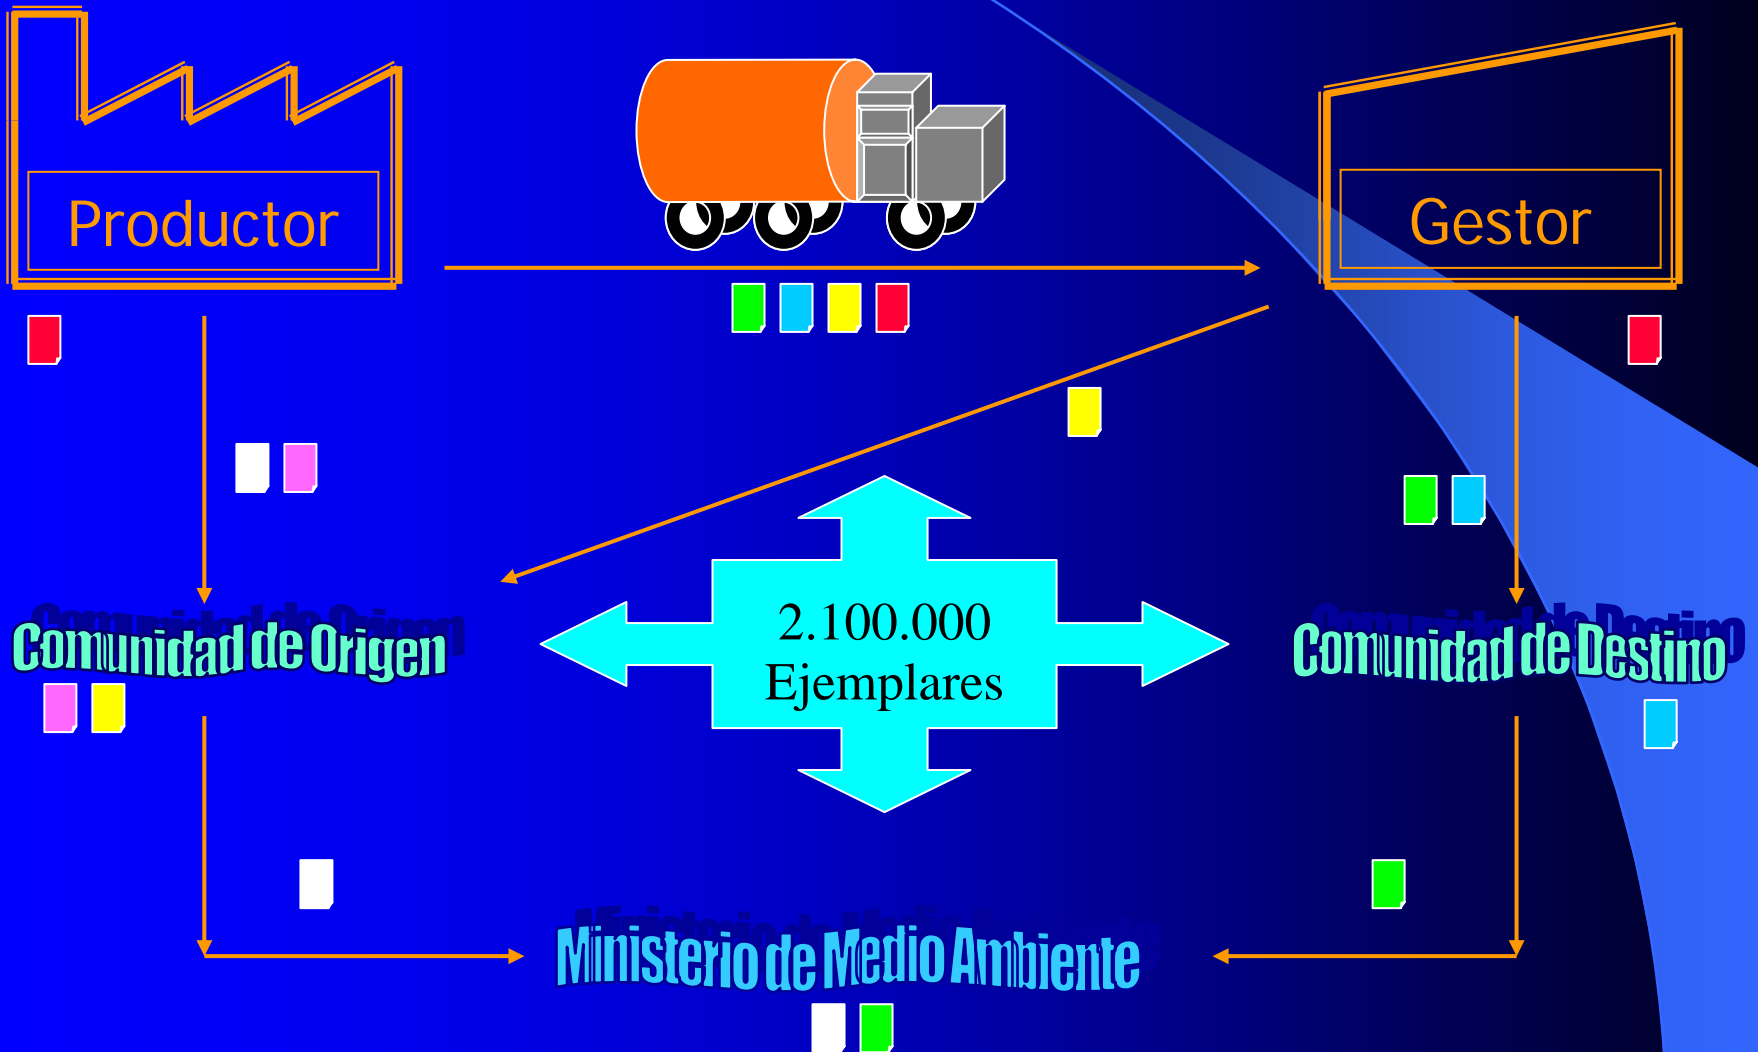 Productor
Gestor
2.100.000
Ejemplares
Comunidad de Origen
Comunidad de Destino
Ministerio de Medio Ambiente